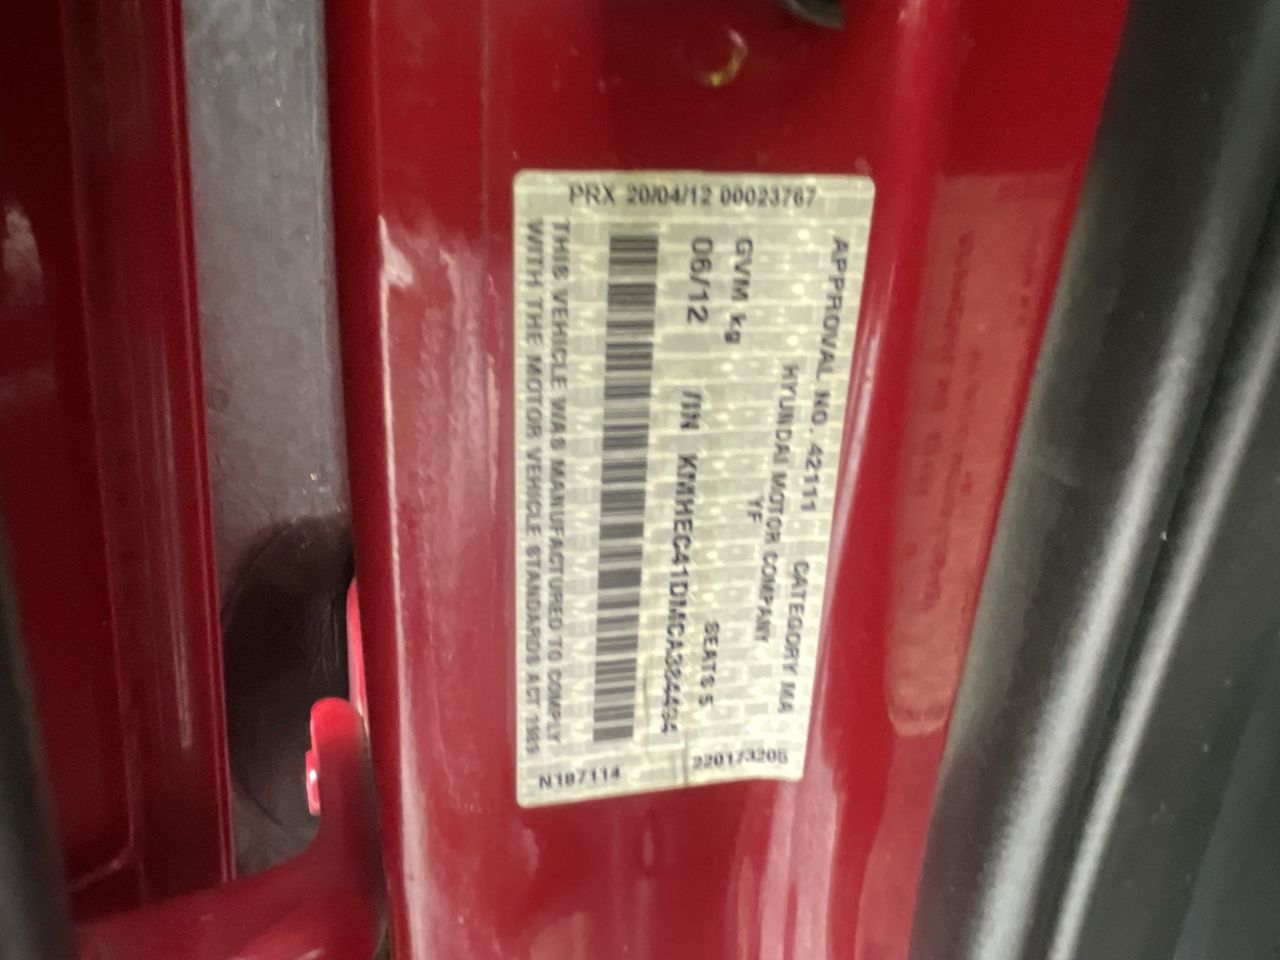 PRX 20/04/12 00023767
APPROVAL NO. 42111 CATEGORY MA
HYUNDAI MOTOR COMPANY
YF
GVM kg SEATS 5
06/12 VIN KMHEC41DMCA384494
THIS VEHICLE WAS MANUFACTURED TO COMPLY
WITH THE MOTOR VEHICLE STANDARDS ACT 1989
N187114 220173205